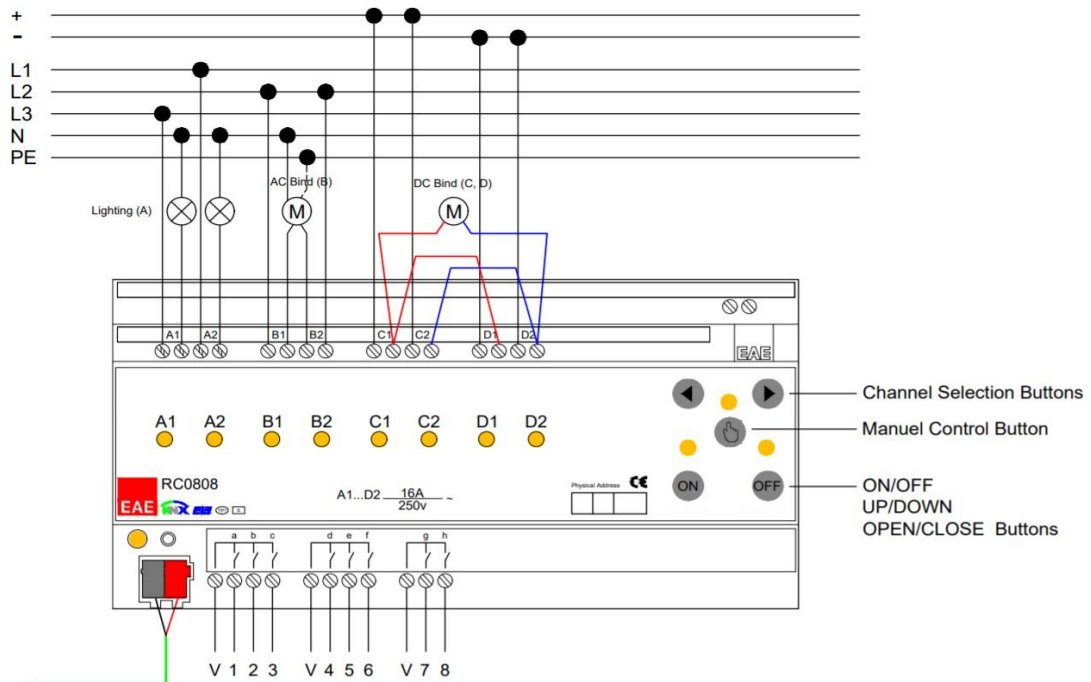 +
-
L1
L2
L3
N
PE
AC Bind (B)
DC Bind (C, D)
Lighting (A)
M
M
A1 A2 B1 B2 C1 C2 D1 D2
EAE
Channel Selection Buttons
A1 A2 B1 B2 C1 C2 D1 D2
Manuel Control Button
RC0808
EAE
KNX
A1...D2 16A ~
250v
Physical Address CE
ON OFF
ON/OFF
UP/DOWN
OPEN/CLOSE Buttons
a b c d e f g h
V 1 2 3 V 4 5 6 V 7 8